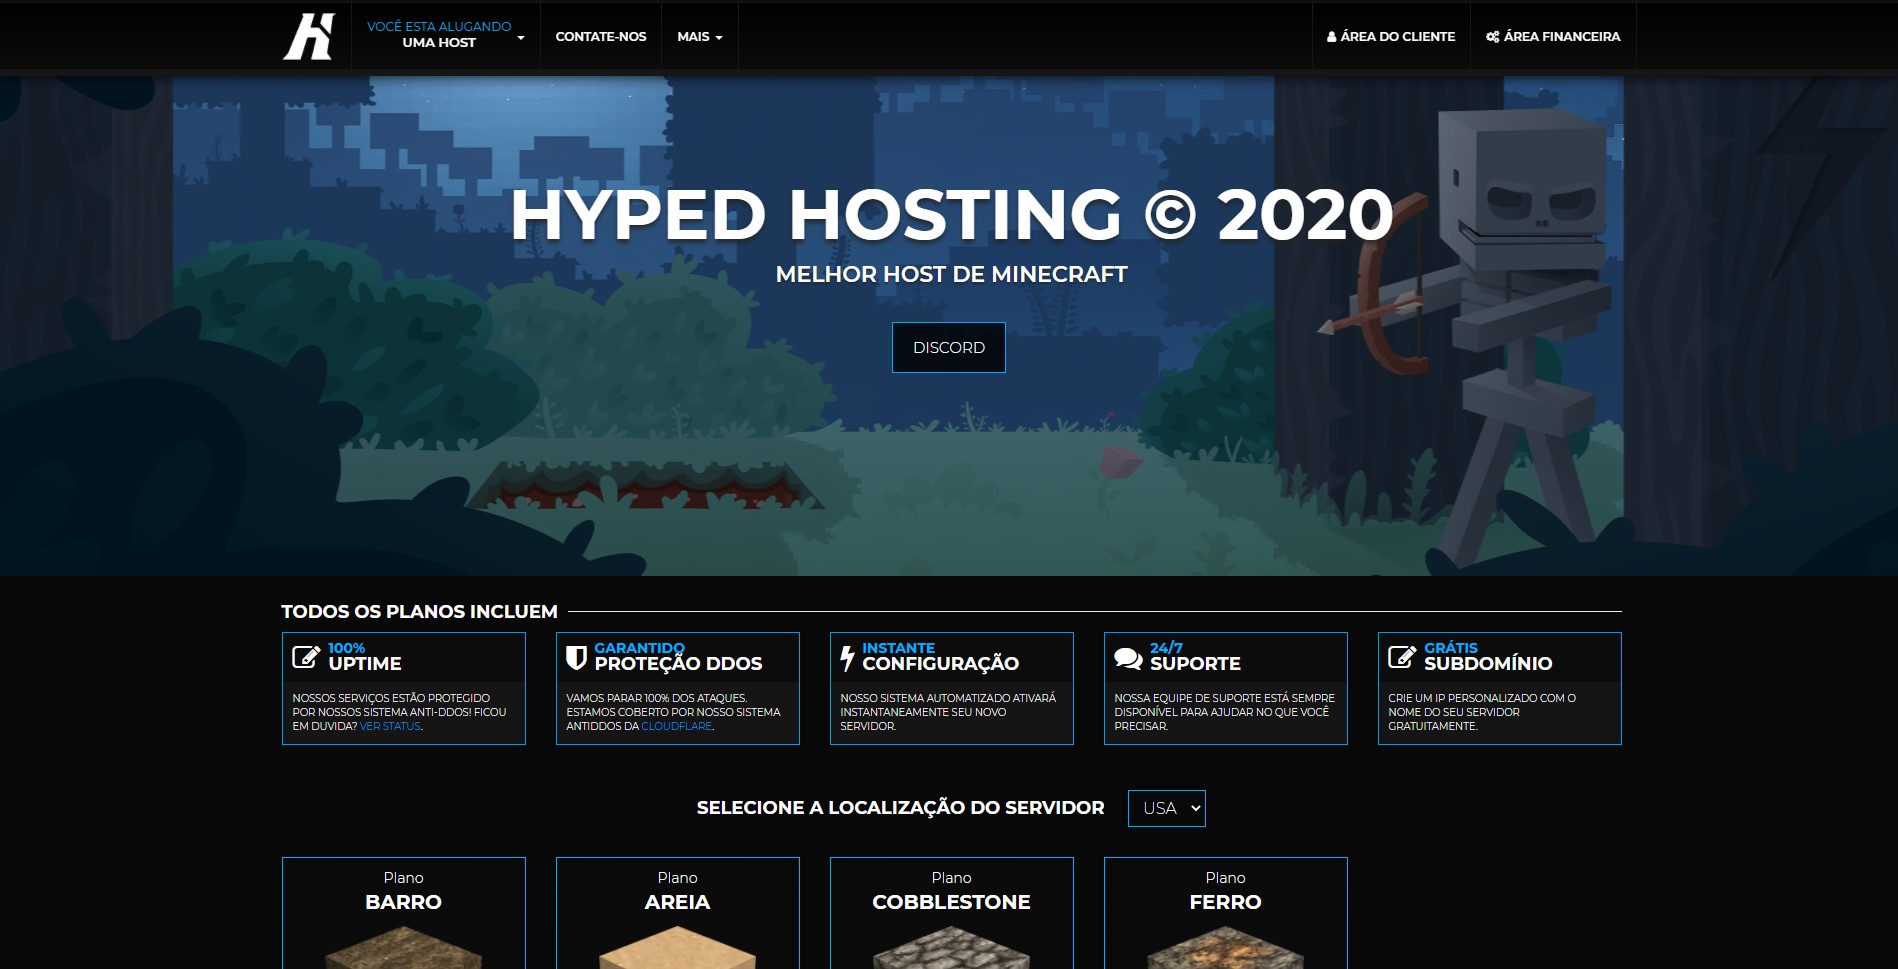 VOCÊ ESTA ALUGANDO
UMA HOST
CONTATE-NOS
MAIS
ÁREA DO CLIENTE
ÁREA FINANCEIRA
HYPED HOSTING © 2020
MELHOR HOST DE MINECRAFT
DISCORD
TODOS OS PLANOS INCLUEM
100%
UPTIME
NOSSOS SERVIÇOS ESTÃO PROTEGIDO
POR NOSSOS SISTEMA ANTI-DDOS! FICOU
EM DUVIDA? VER STATUS.
GARANTIDO
PROTEÇÃO DDOS
VAMOS PARAR 100% DOS ATAQUES.
ESTAMOS COBERTO POR NOSSO SISTEMA
ANTIDDOS DA CLOUDFLARE.
INSTANTE
CONFIGURAÇÃO
NOSSO SISTEMA AUTOMATIZADO ATIVARÁ
INSTANTANEAMENTE SEU NOVO
SERVIDOR.
24/7
SUPORTE
NOSSA EQUIPE DE SUPORTE ESTÁ SEMPRE
DISPONÍVEL PARA AJUDAR NO QUE VOCÊ
PRECISAR.
GRÁTIS
SUBDOMÍNIO
CRIE UM IP PERSONALIZADO COM O
NOME DO SEU SERVIDOR
GRATUITAMENTE.
SELECIONE A LOCALIZAÇÃO DO SERVIDOR
USA
Plano
BARRO
Plano
AREIA
Plano
COBBLESTONE
Plano
FERRO